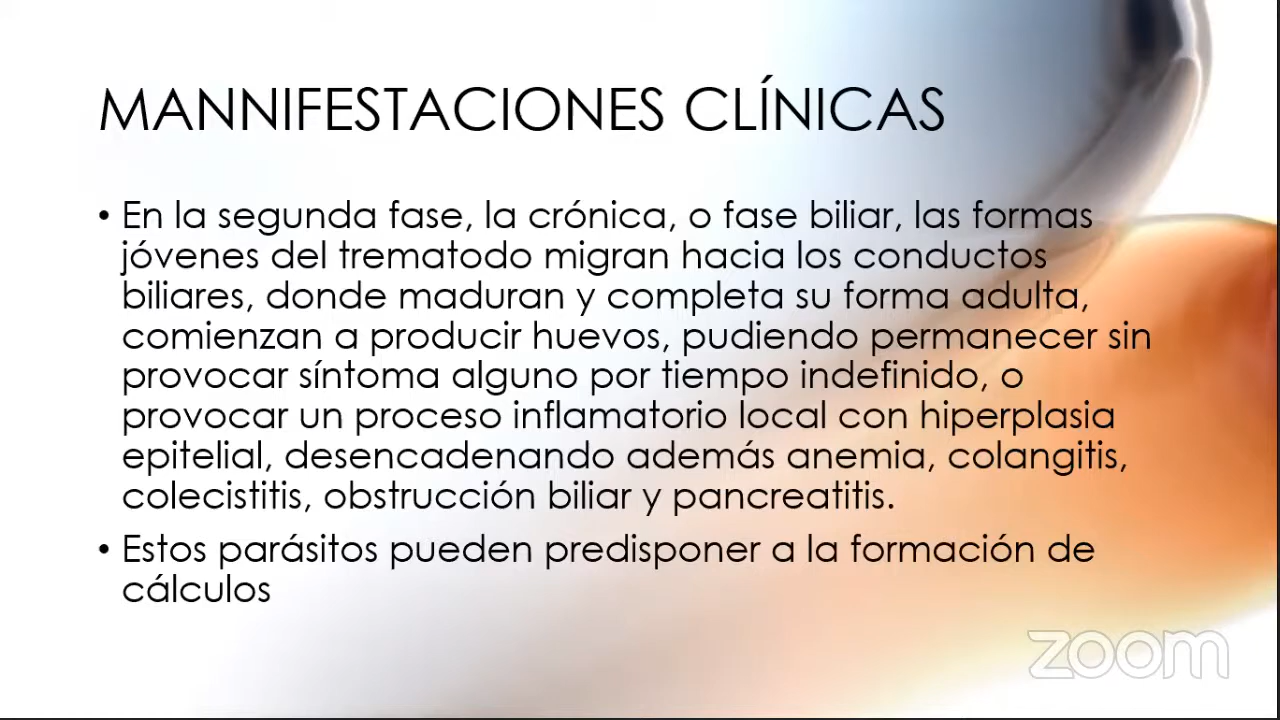 MANNIFESTACIONES CLÍNICAS
• En la segunda fase, la crónica, o fase biliar, las formas
jóvenes del trematodo migran hacia los conductos
biliares, donde maduran y completa su forma adulta,
comienzan a producir huevos, pudiendo permanecer sin
provocar síntoma alguno por tiempo indefinido, o
provocar un proceso inflamatorio local con hiperplasia
epitelial, desencadenando además anemia, colangitis,
colecistitis, obstrucción biliar y pancreatitis.
• Estos parásitos pueden predisponer a la formación de
cálculos
zoom